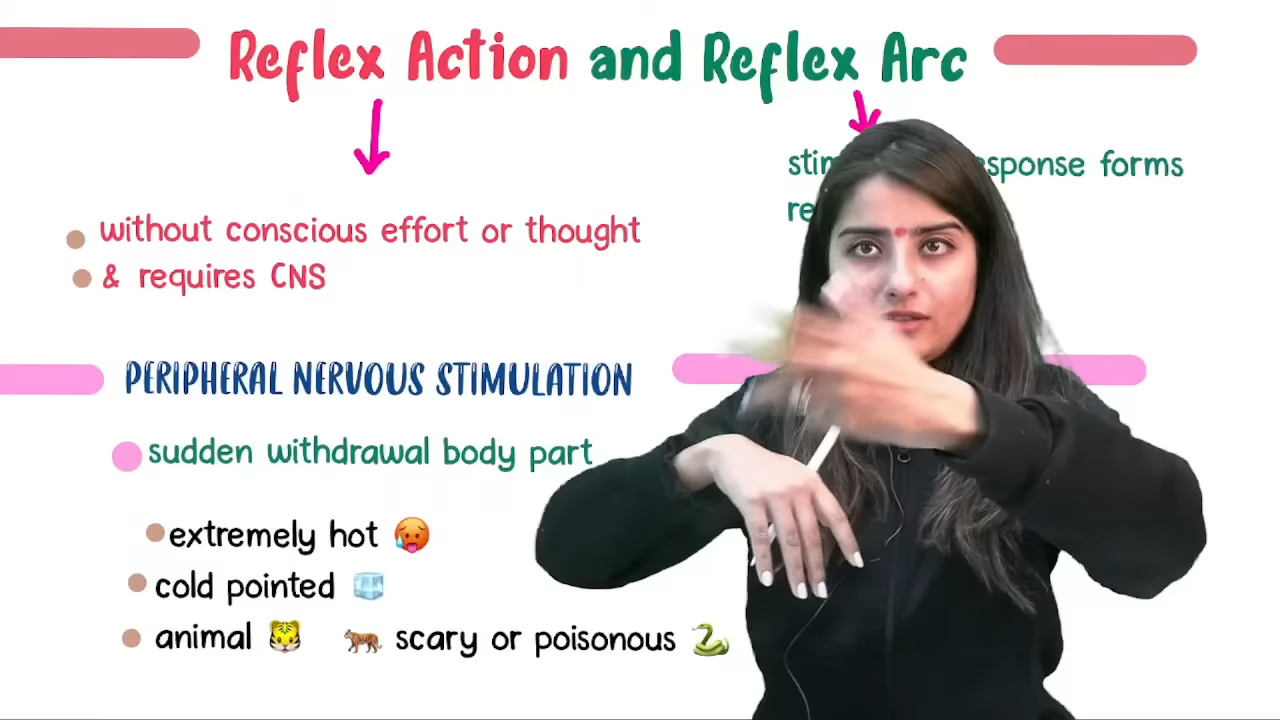 Reflex Action and Reflex Arc
response forms
without conscious effort or thought
& requires CNS
PERIPHERAL NERVOUS STIMULATION
sudden withdrawal body part
extremely hot
cold pointed
animal scary or poisonous